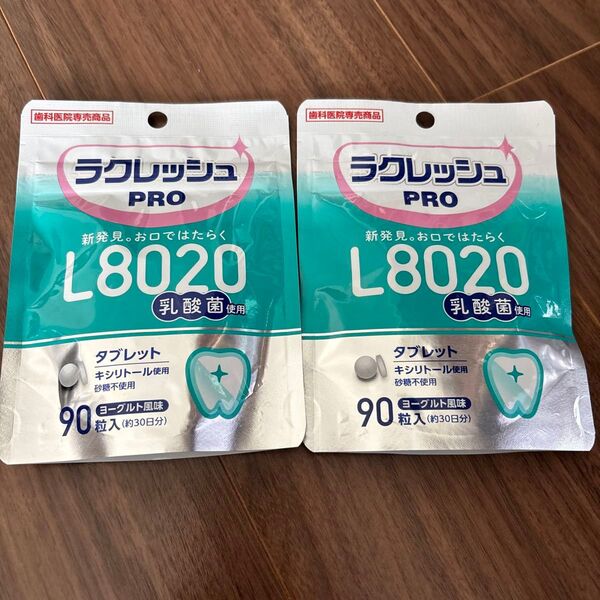 歯科医院専売商品
ラクレッシュ
PRO
新発見。お口ではたらく
L8020
乳酸菌使用
タブレット
キシリトール使用
砂糖不使用
ヨーグルト風味
90粒入(約30日分)
歯科医院専売商品
ラクレッシュ
PRO
新発見。お口ではたらく
L8020
乳酸菌使用
タブレット
キシリトール使用
砂糖不使用
ヨーグルト風味
90粒入(約30日分)